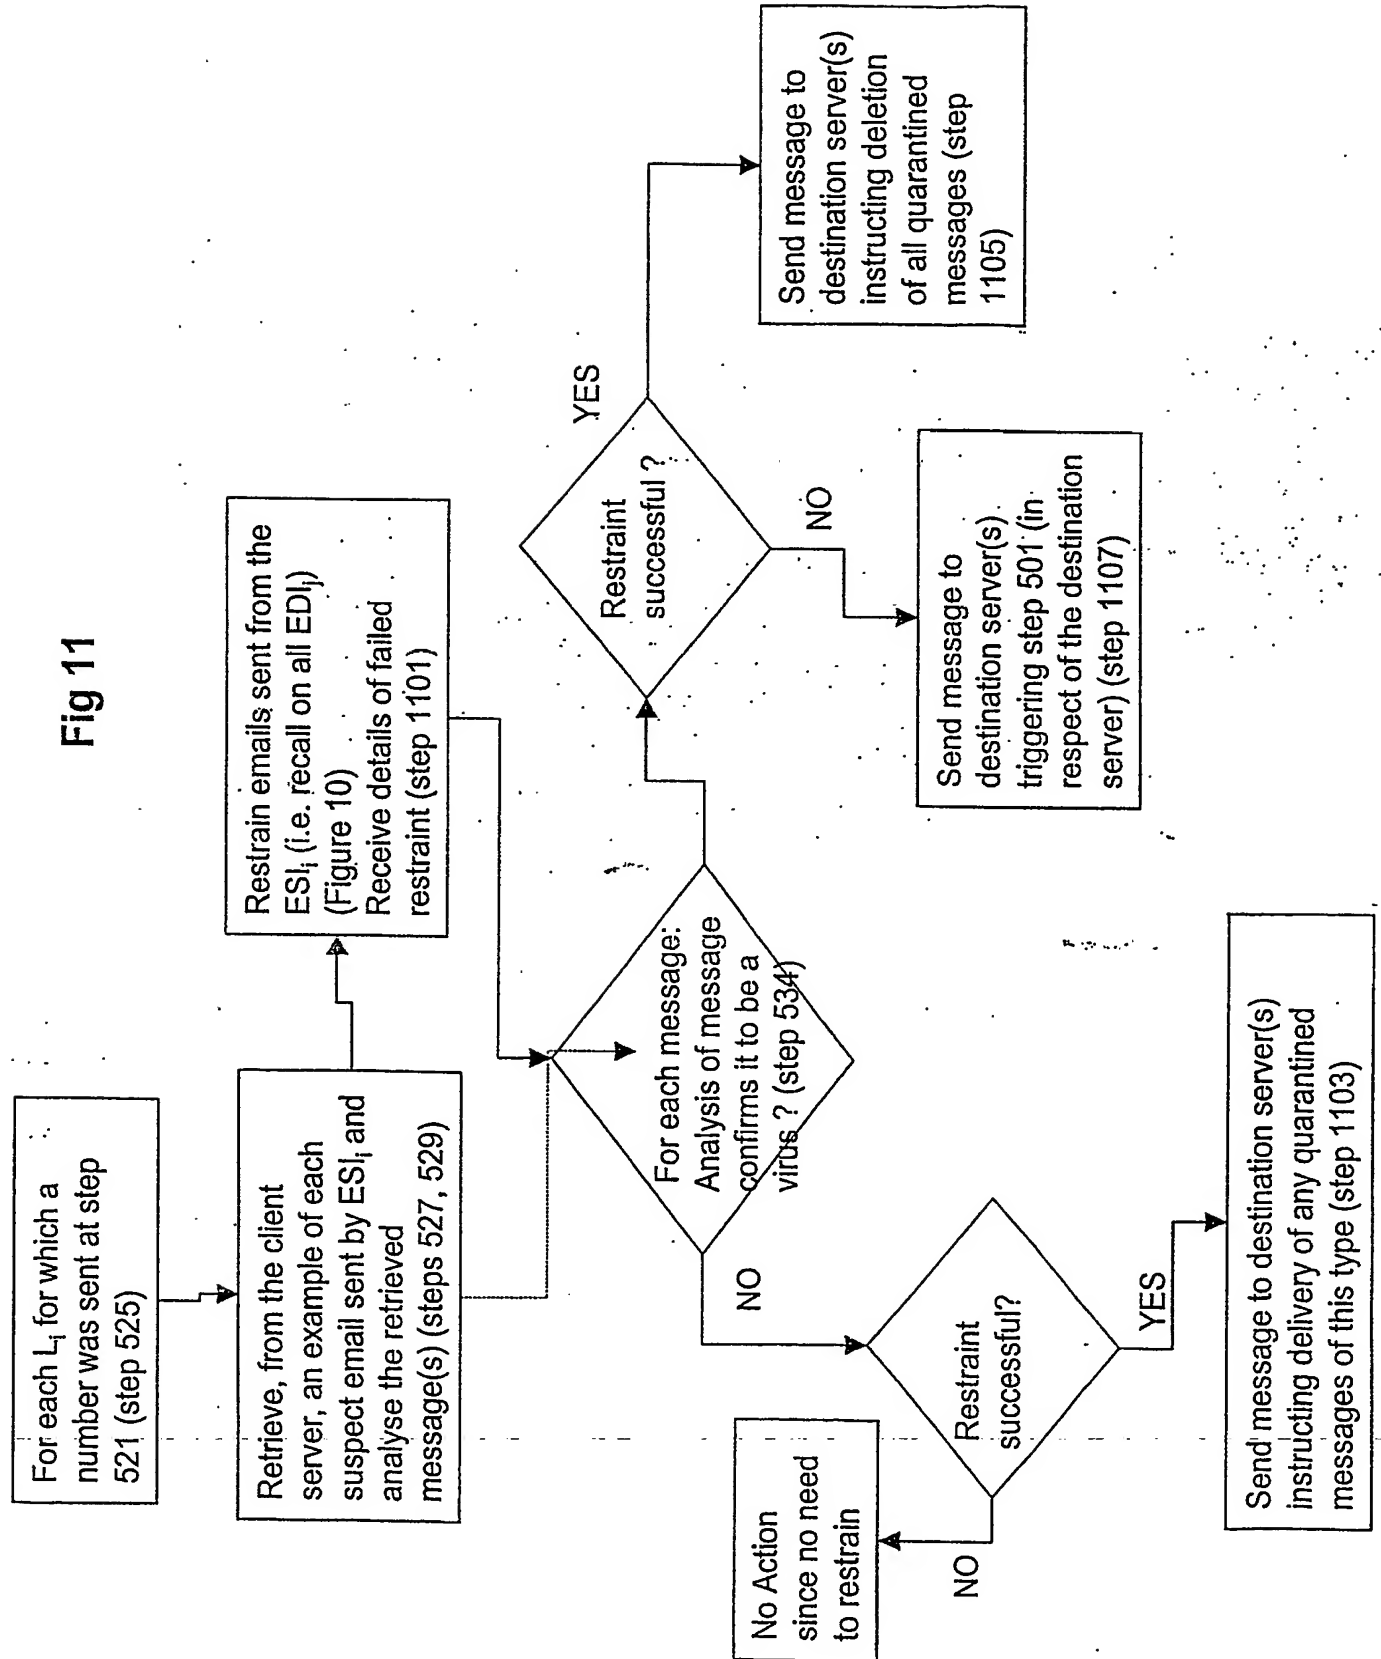 Fig 11
For each Li for which a
number was sent at step
521 (step 525)
Retrieve, from the client
server, an example of each
suspect email sent by ESIi and
analyse the retrieved
message(s) (steps 527, 529)
Restrain emails sent from the
ESIi (i.e. recall on all EDIj)
(Figure 10)
Receive details of failed
restraint (step 1101)
For each message:
Analysis of message
confirms it to be a
virus ? (step 534)
NO
Restraint
successful?
NO
No Action
since no need
to restrain
YES
Send message to destination server(s)
instructing delivery of any quarantined
messages of this type (step 1103)
Restraint
successful ?
YES
Send message to
destination server(s)
instructing deletion
of all quarantined
messages (step
1105)
NO
Send message to
destination server(s)
triggering step 501 (in
respect of the destination
server) (step 1107)